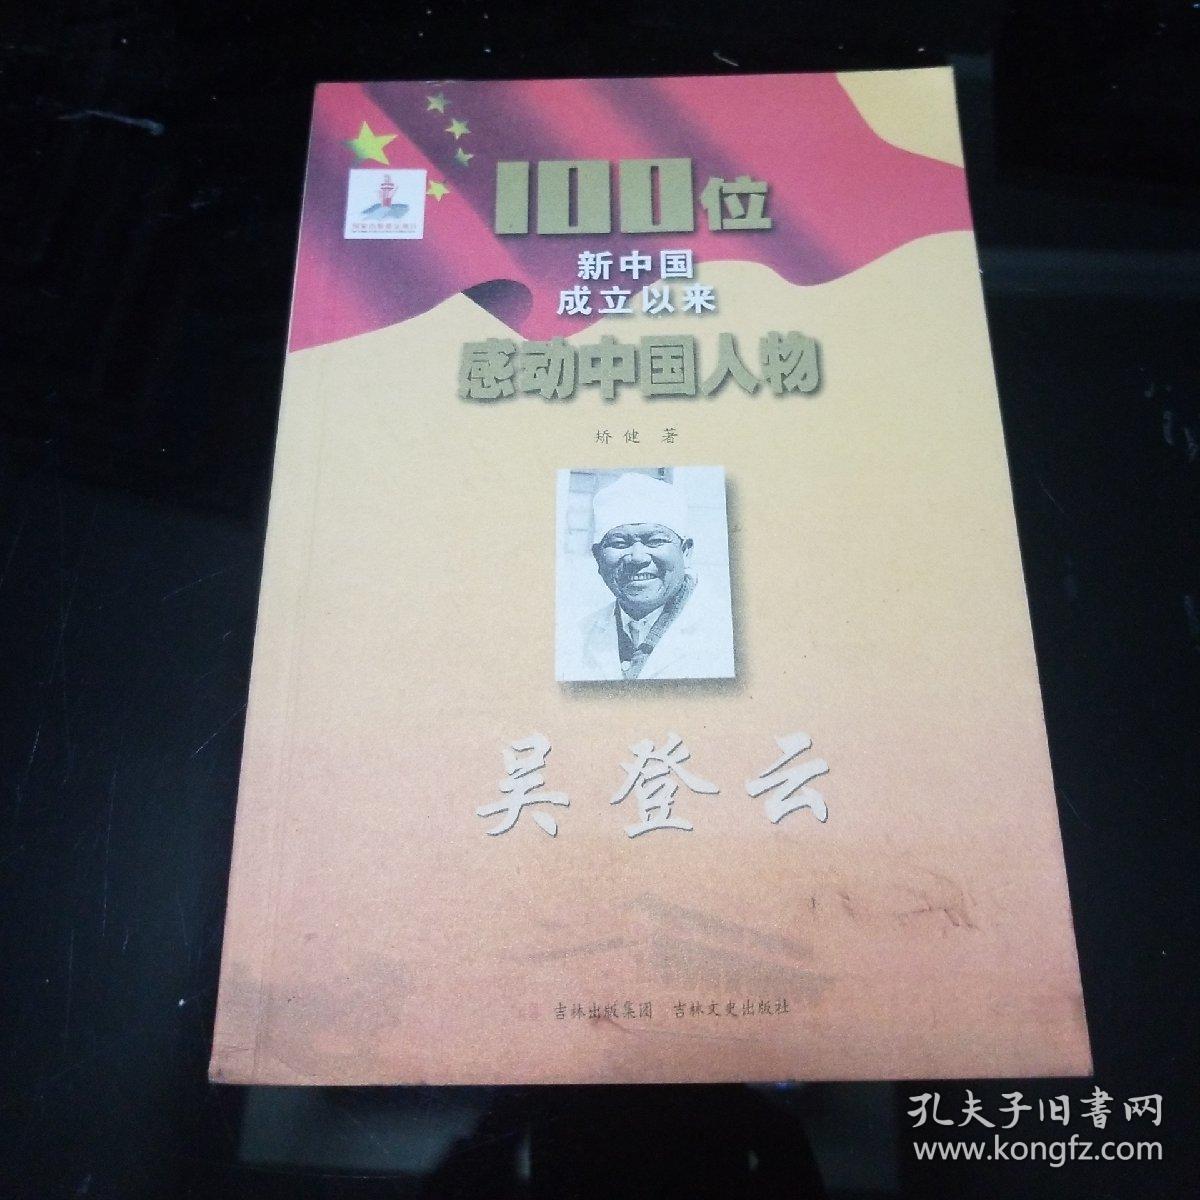 100位
新中国
成立以来
感动中国人物
矫健 著
吴登云
吉林出版集团 吉林文史出版社
孔夫子旧書网
www.kongfz.com